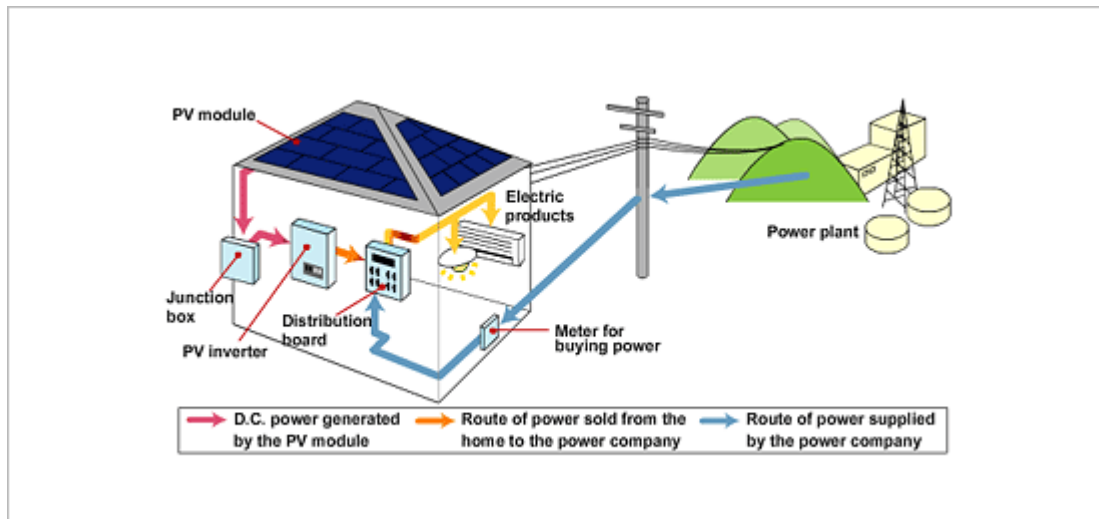 PV module
Electric
products
Power plant
Junction
box
Distribution
board
PV inverter
Meter for
buying power
D.C. power generated
by the PV module
Route of power sold from the
home to the power company
Route of power supplied
by the power company